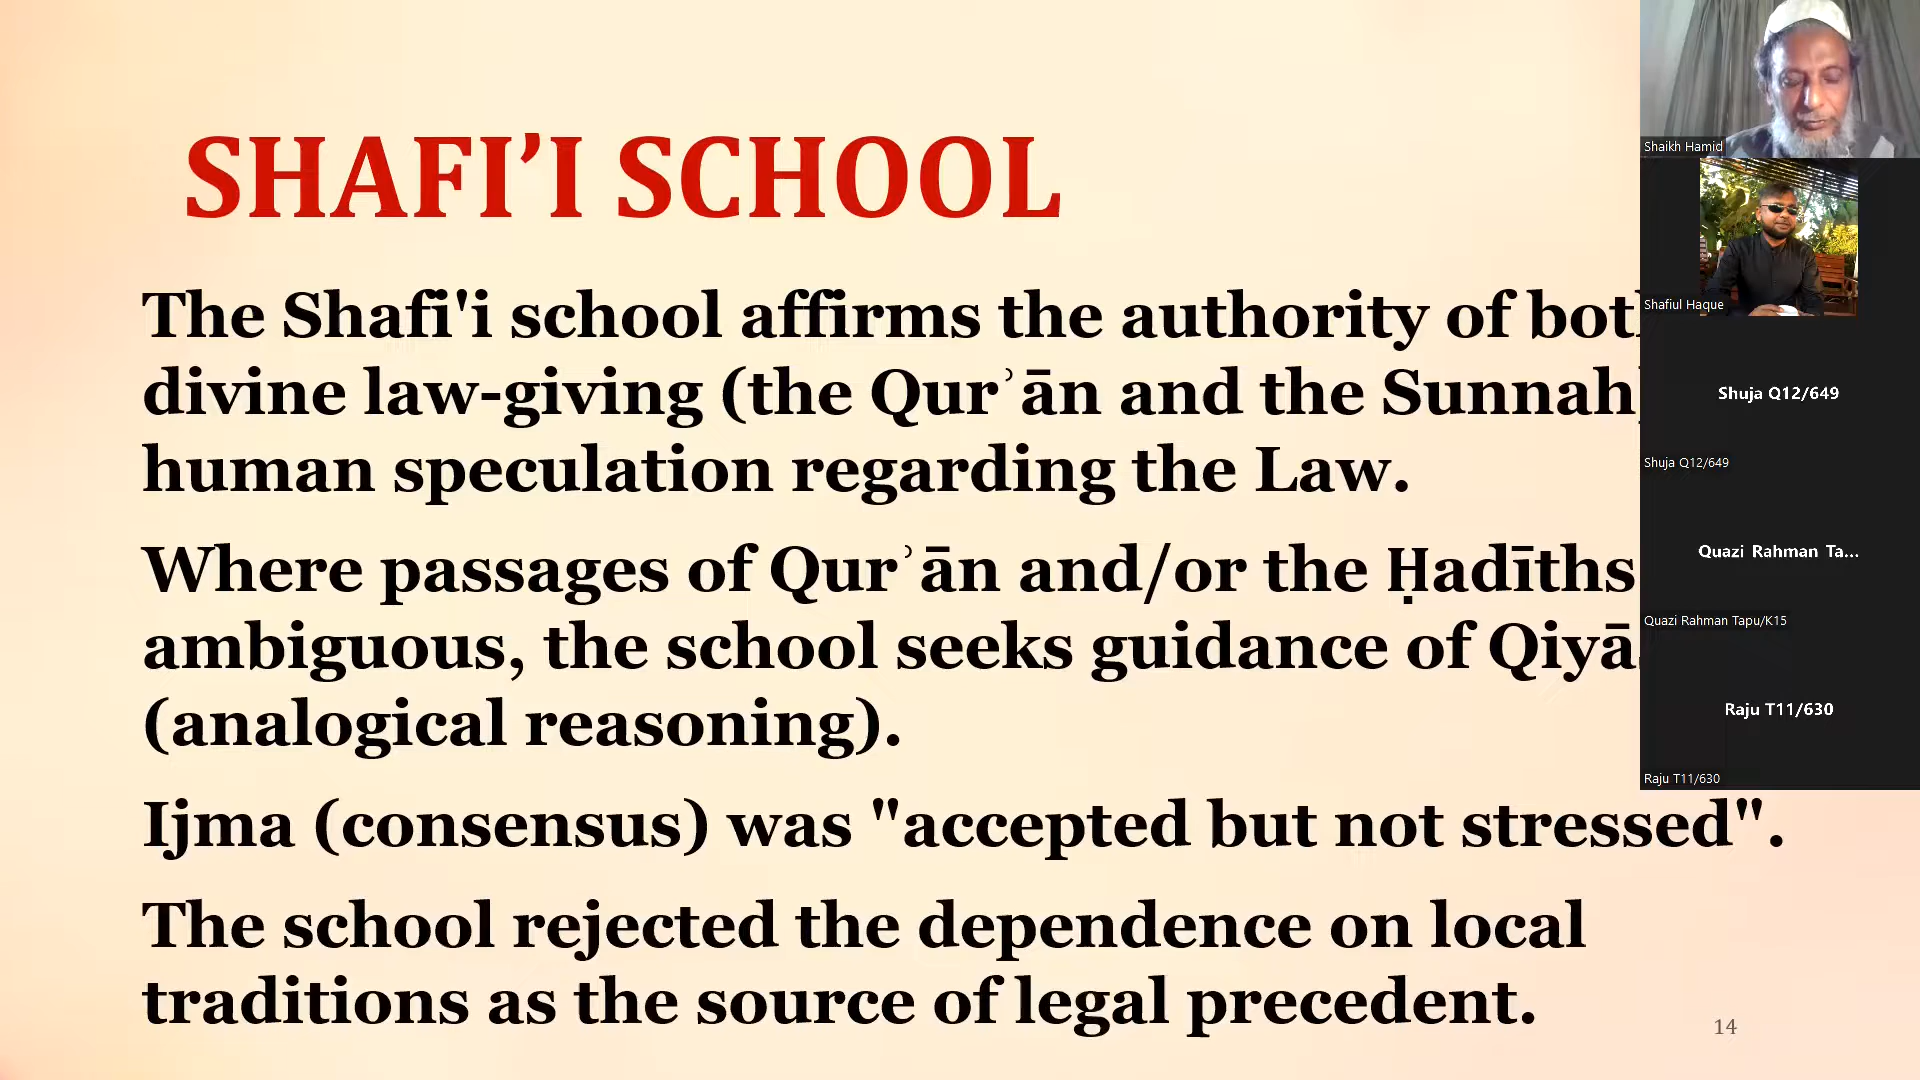 SHAFI’I SCHOOL
The Shafi'i school affirms the authority of
divine law-giving (the Qurʾān and the Sunnah
human speculation regarding the Law.
Where passages of Qurʾān and/or the Ḥadīths
ambiguous, the school seeks guidance of
(analogical reasoning).
Ijma (consensus) was "accepted but not stressed".
The school rejected the dependence on local
traditions as the source of legal precedent.
14
Shaikh Hamid
Shafiul Haque
Shuja Q12/649
Shuja Q12/649
Quazi Rahman Ta...
Quazi Rahman Tapu/K15
Raju T11/630
Raju T11/630